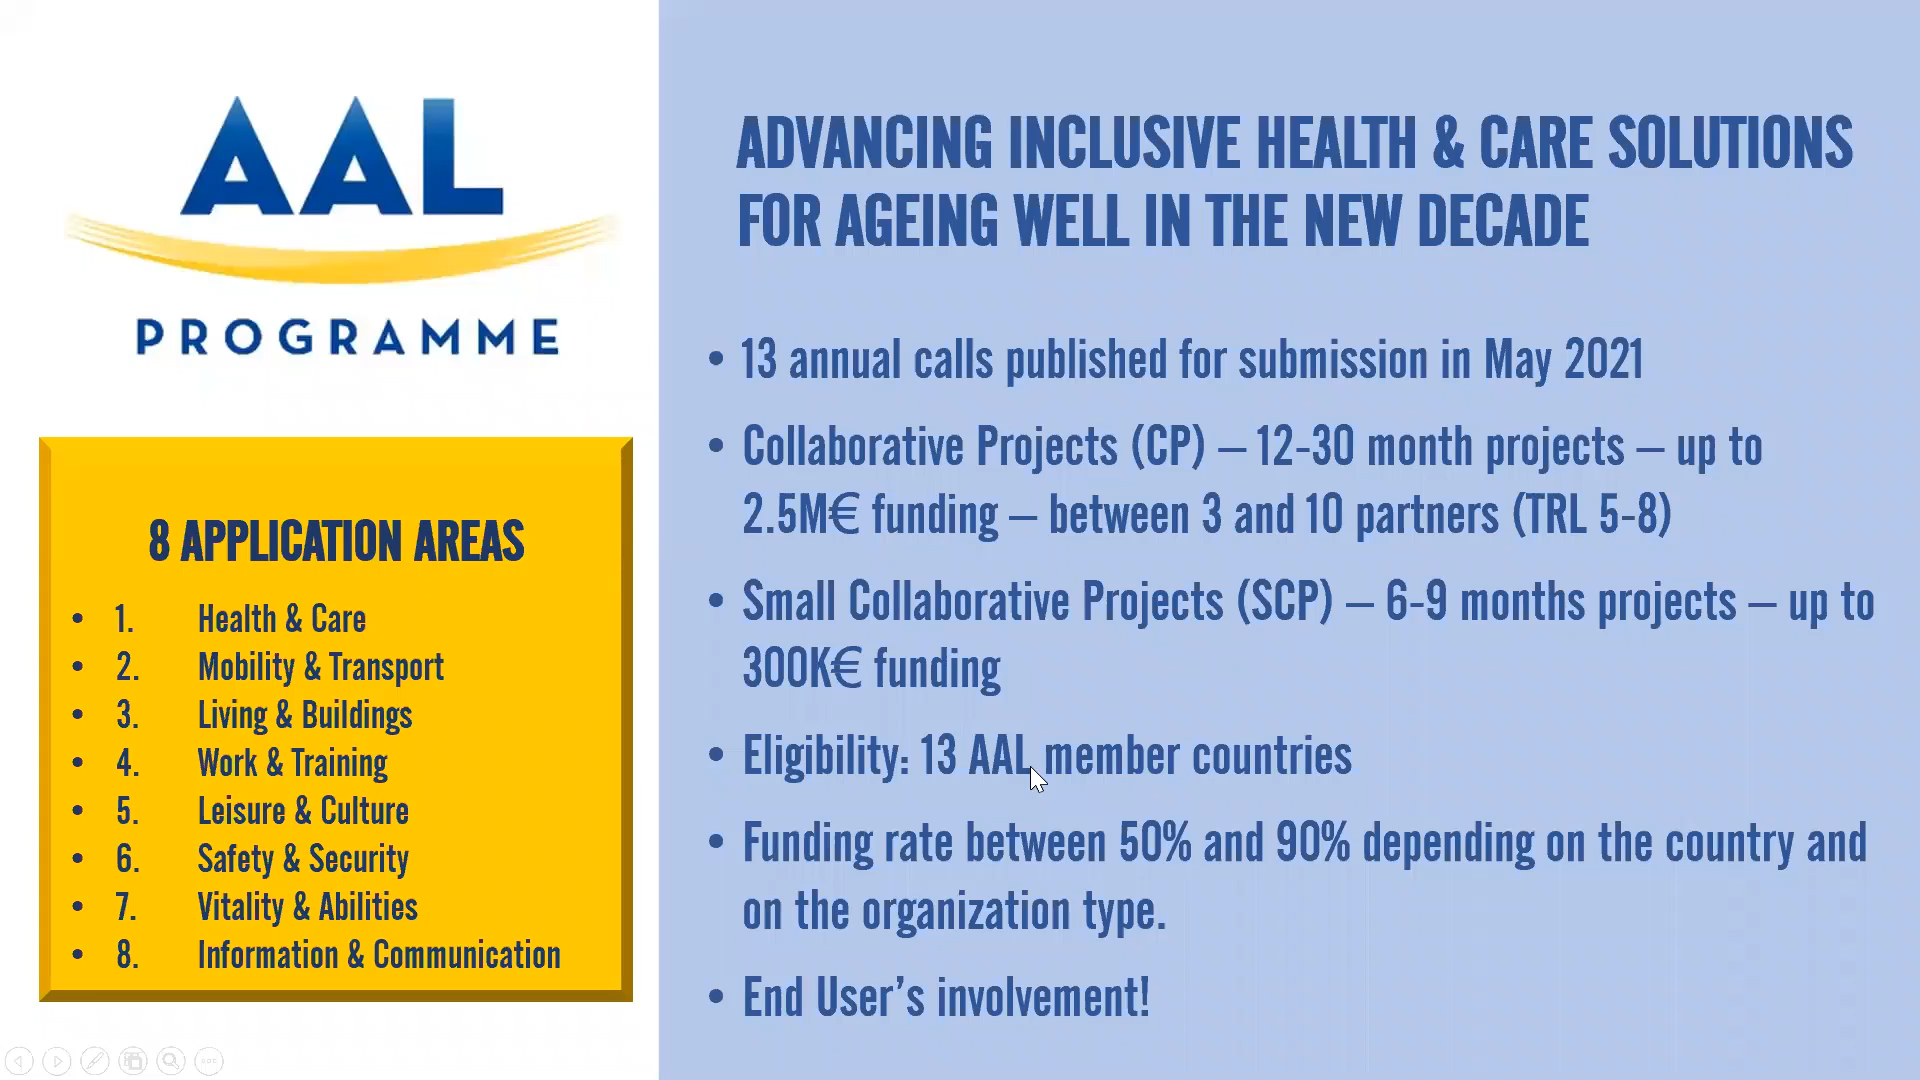 AAL
PROGRAMME
8 APPLICATION AREAS
• 1. Health & Care
• 2. Mobility & Transport
• 3. Living & Buildings
• 4. Work & Training
• 5. Leisure & Culture
• 6. Safety & Security
• 7. Vitality & Abilities
• 8. Information & Communication
ADVANCING INCLUSIVE HEALTH & CARE SOLUTIONS
FOR AGEING WELL IN THE NEW DECADE
• 13 annual calls published for submission in May 2021
• Collaborative Projects (CP) – 12-30 month projects – up to
2.5M€ funding – between 3 and 10 partners (TRL 5-8)
• Small Collaborative Projects (SCP) – 6-9 months projects – up to
300K€ funding
• Eligibility: 13 AAL member countries
• Funding rate between 50% and 90% depending on the country and
on the organization type.
• End User’s involvement!